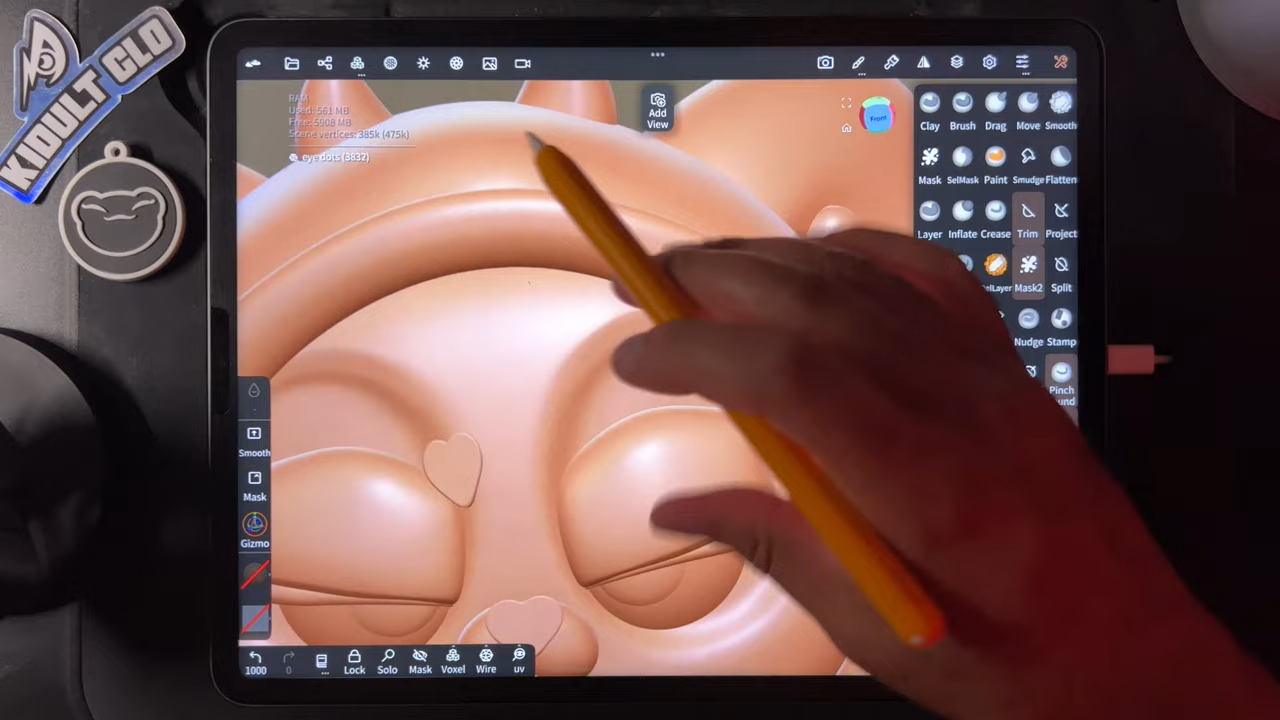 KIDULT CLO
RAM
Used: 561 MB
Free: 5908 MB
Scene vertices: 385k (475k)
eye dots (3832)
Add
View
Front
Clay Brush Drag Move Smooth
Mask SelMask Paint Smudge Flatten
Layer Inflate Crease Trim Project
Mask2 Split
Nudge Stamp
Pinch
Smooth
Mask
Gizmo
1000 0 Lock Solo Mask Voxel Wire uv